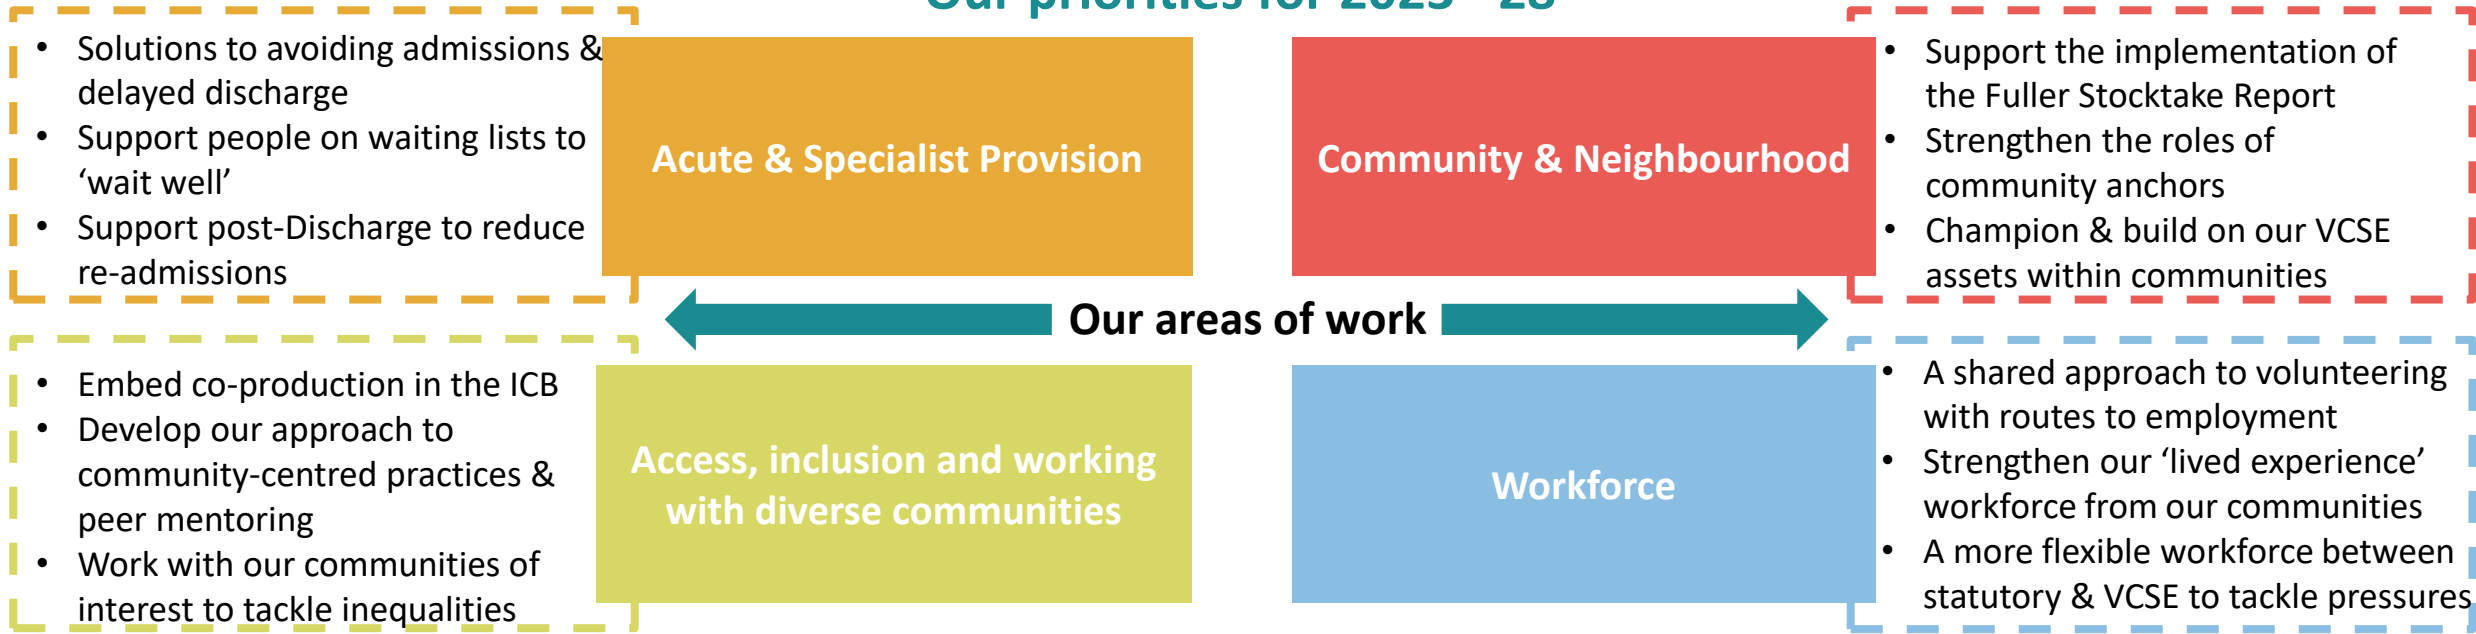 Our priorities for 2023 - 28
• Solutions to avoiding admissions &
delayed discharge
• Support people on waiting lists to
‘wait well’
• Support post-Discharge to reduce
re-admissions
Acute & Specialist Provision
Community & Neighbourhood
• Support the implementation of
the Fuller Stocktake Report
• Strengthen the roles of
community anchors
• Champion & build on our VCSE
assets within communities
Our areas of work
• Embed co-production in the ICB
• Develop our approach to
community-centred practices &
peer mentoring
• Work with our communities of
interest to tackle inequalities
Access, inclusion and working
with diverse communities
Workforce
• A shared approach to volunteering
with routes to employment
• Strengthen our ‘lived experience’
workforce from our communities
• A more flexible workforce between
statutory & VCSE to tackle pressures